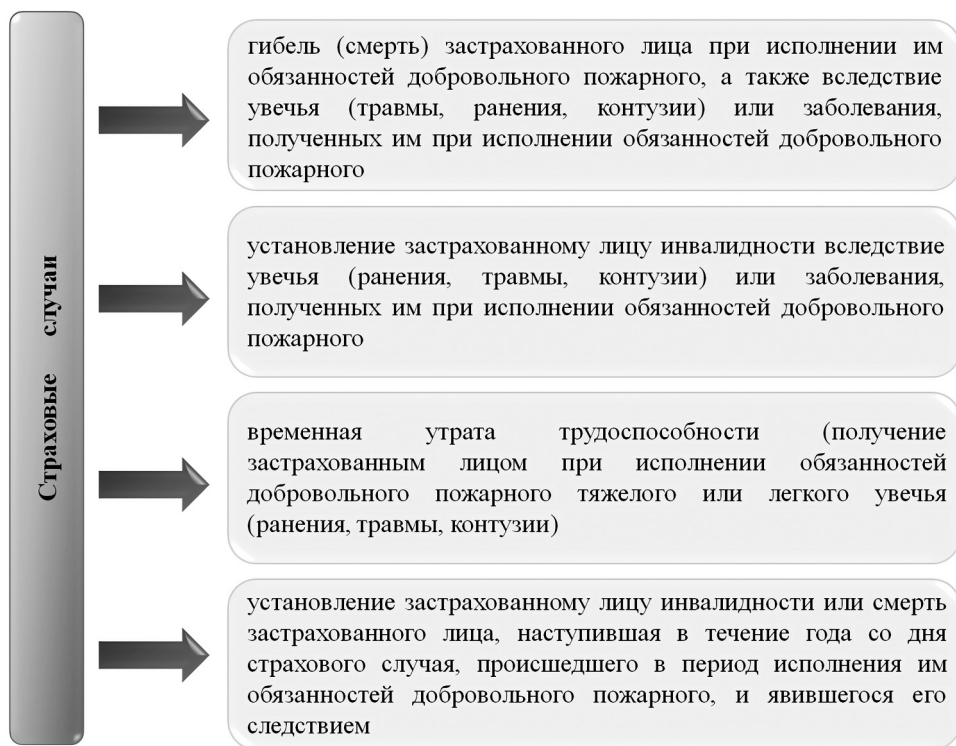 Страховые случаи
гибель (смерть) застрахованного лица при исполнении им
обязанностей добровольного пожарного, а также вследствие
увечья (травмы, ранения, контузии) или заболевания,
полученных им при исполнении обязанностей добровольного
пожарного
установление застрахованному лицу инвалидности вследствие
увечья (ранения, травмы, контузии) или заболевания,
полученных им при исполнении обязанностей добровольного
пожарного
временная утрата трудоспособности (получение
застрахованным лицом при исполнении обязанностей
добровольного пожарного тяжелого или легкого увечья
(ранения, травмы, контузии)
установление застрахованному лицу инвалидности или смерть
застрахованного лица, наступившая в течение года со дня
страхового случая, происшедшего в период исполнения им
обязанностей добровольного пожарного, и явившегося его
следствием